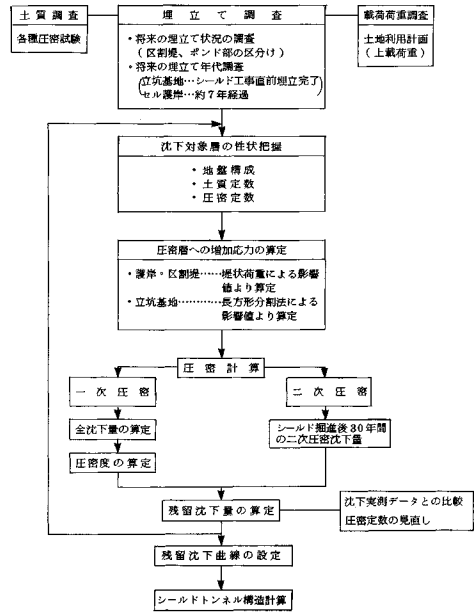 土質調査
各種圧密試験
埋立て調査
・将来の埋立て状況の調査
(区割堤、ポンド部の区分け)
・将来の埋立て年代調査
(立坑基地…シールド工事直前埋立完了
セル護岸…約7年経過)
載荷荷重調査
土地利用計画
(上載荷重)
沈下対象層の性状把握
・地盤構成
・土質定数
・圧密定数
圧密層への増加応力の算定
・護岸・区割堤……堤状荷重による影響
値より算定
・立坑基地…………長方形分割法による
影響値より算定
圧密計算
一次圧密
全沈下量の算定
圧密度の算定
二次圧密
シールド掘進後30年間
の二次圧密沈下量
残留沈下量の算定
沈下実測データとの比較
圧密定数の見直し
残留沈下曲線の設定
シールドトンネル構造計算